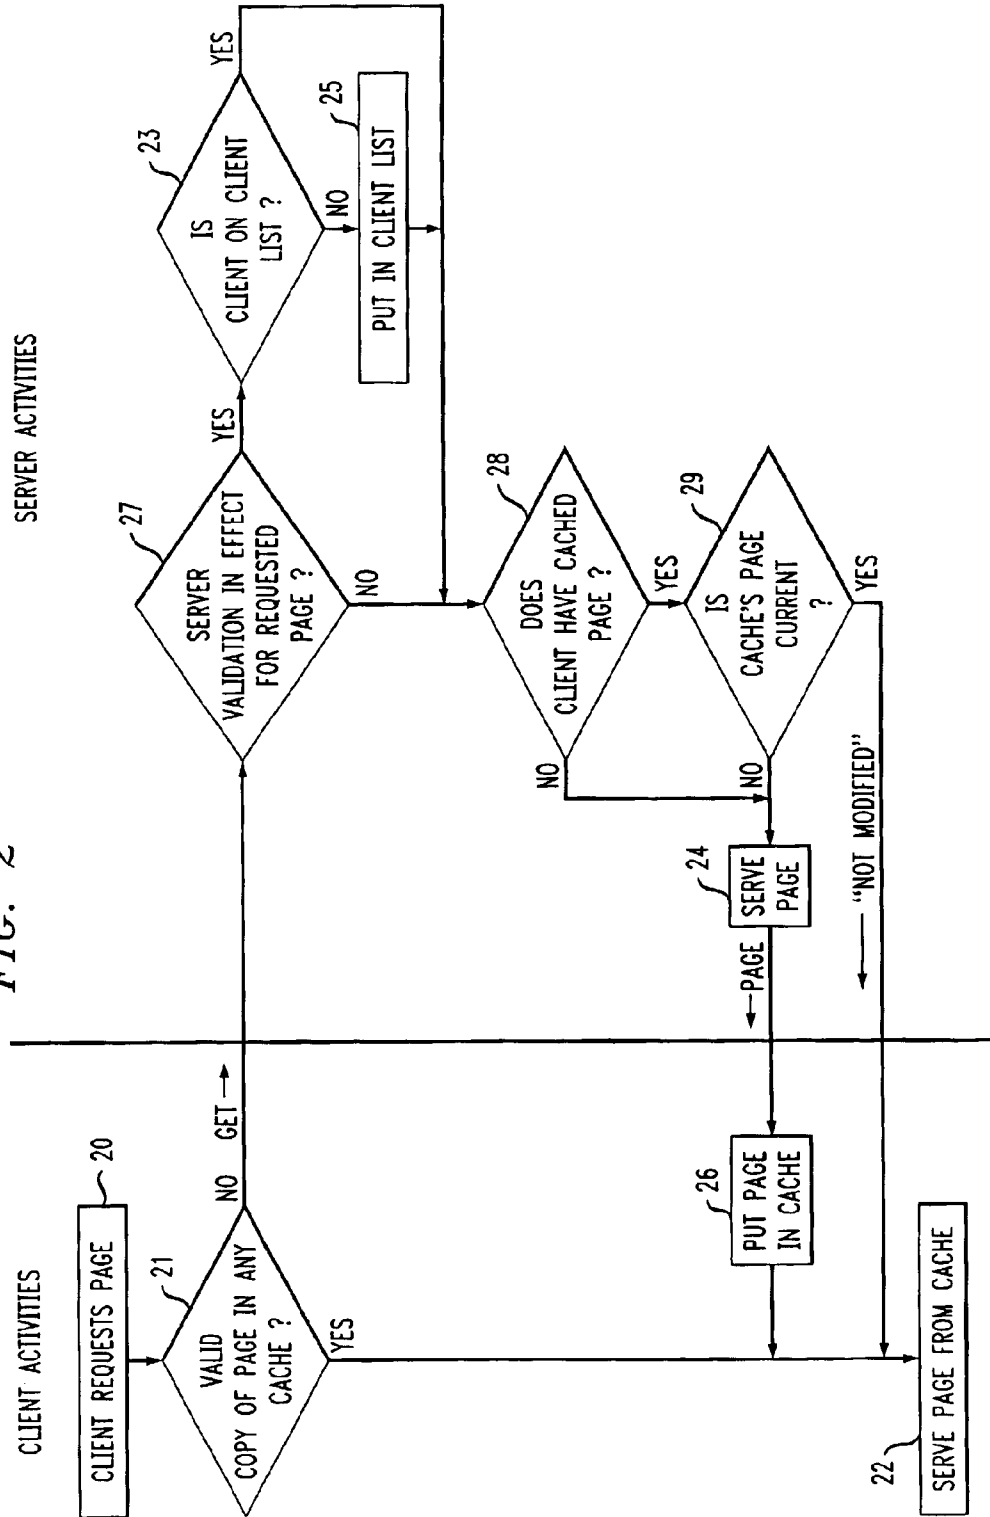 FIG. 2
CLIENT ACTIVITIES
SERVER ACTIVITIES
CLIENT REQUESTS PAGE
20
VALID
COPY OF PAGE IN ANY
CACHE ?
21
NO
GET
YES
SERVER
VALIDATION IN EFFECT
FOR REQUESTED
PAGE ?
27
YES
NO
IS
CLIENT ON CLIENT
LIST ?
23
YES
NO
PUT IN CLIENT LIST
25
DOES
CLIENT HAVE CACHED
PAGE ?
28
NO
YES
IS
CACHE'S PAGE
CURRENT
?
29
NO
YES
SERVE
PAGE
24
PAGE
"NOT MODIFIED"
PUT PAGE
IN CACHE
26
SERVE PAGE FROM CACHE
22